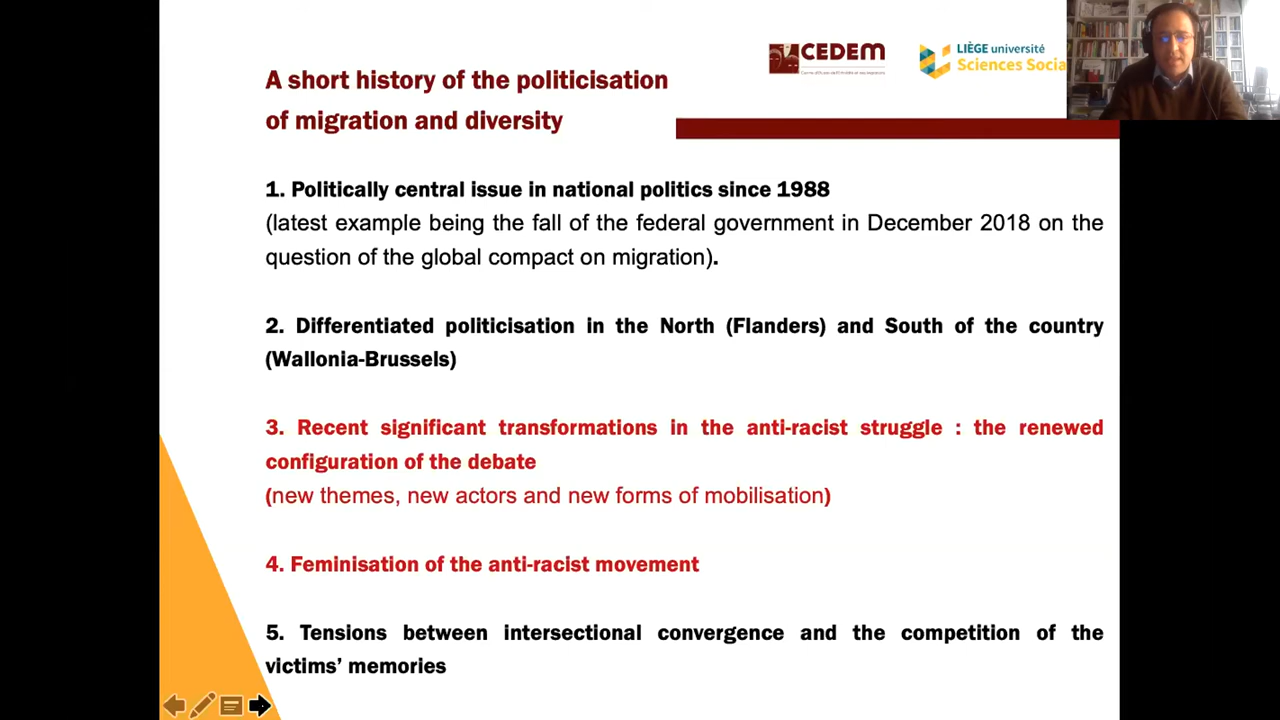 CEDEM
LIÈGE université
Sciences Socia
A short history of the politicisation
of migration and diversity
1. Politically central issue in national politics since 1988
(latest example being the fall of the federal government in December 2018 on the
question of the global compact on migration).
2. Differentiated politicisation in the North (Flanders) and South of the country
(Wallonia-Brussels)
3. Recent significant transformations in the anti-racist struggle : the renewed
configuration of the debate
(new themes, new actors and new forms of mobilisation)
4. Feminisation of the anti-racist movement
5. Tensions between intersectional convergence and the competition of the
victims’ memories